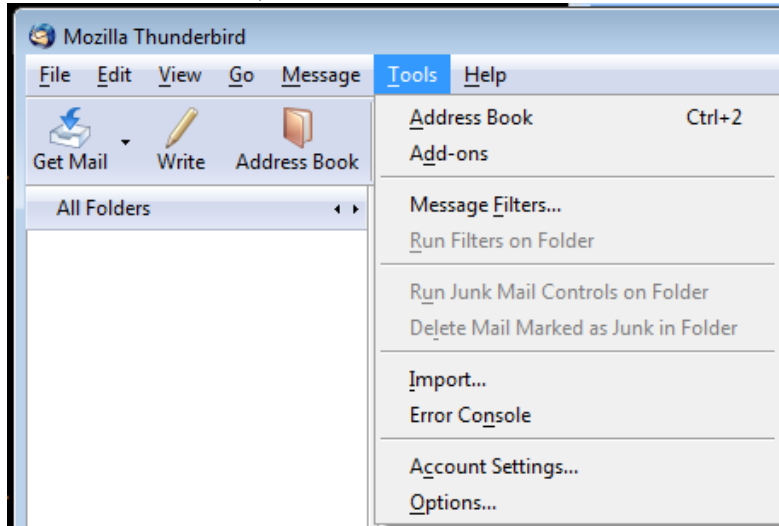 Mozilla Thunderbird
File Edit View Go Message Tools Help
Get Mail Write Address Book
All Folders
Address Book Ctrl+2
Add-ons
Message Filters...
Run Filters on Folder
Run Junk Mail Controls on Folder
Delete Mail Marked as Junk in Folder
Import...
Error Console
Account Settings...
Options...